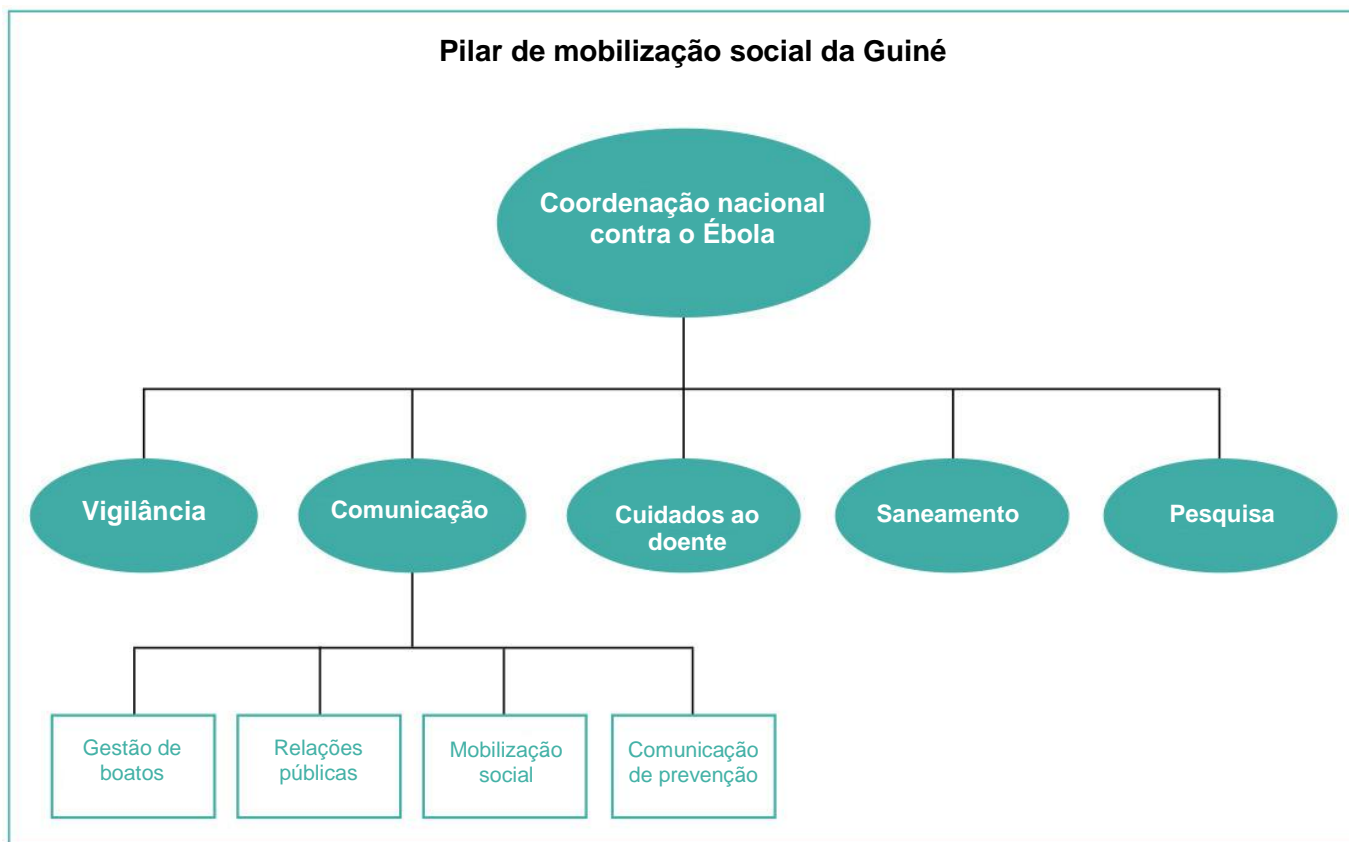 Pilar de mobilização social da Guiné
Coordenação nacional
contra o Ébola
Vigilância
Comunicação
Cuidados ao
doente
Saneamento
Pesquisa
Gestão de
boatos
Relações
públicas
Mobilização
social
Comunicação
de prevenção